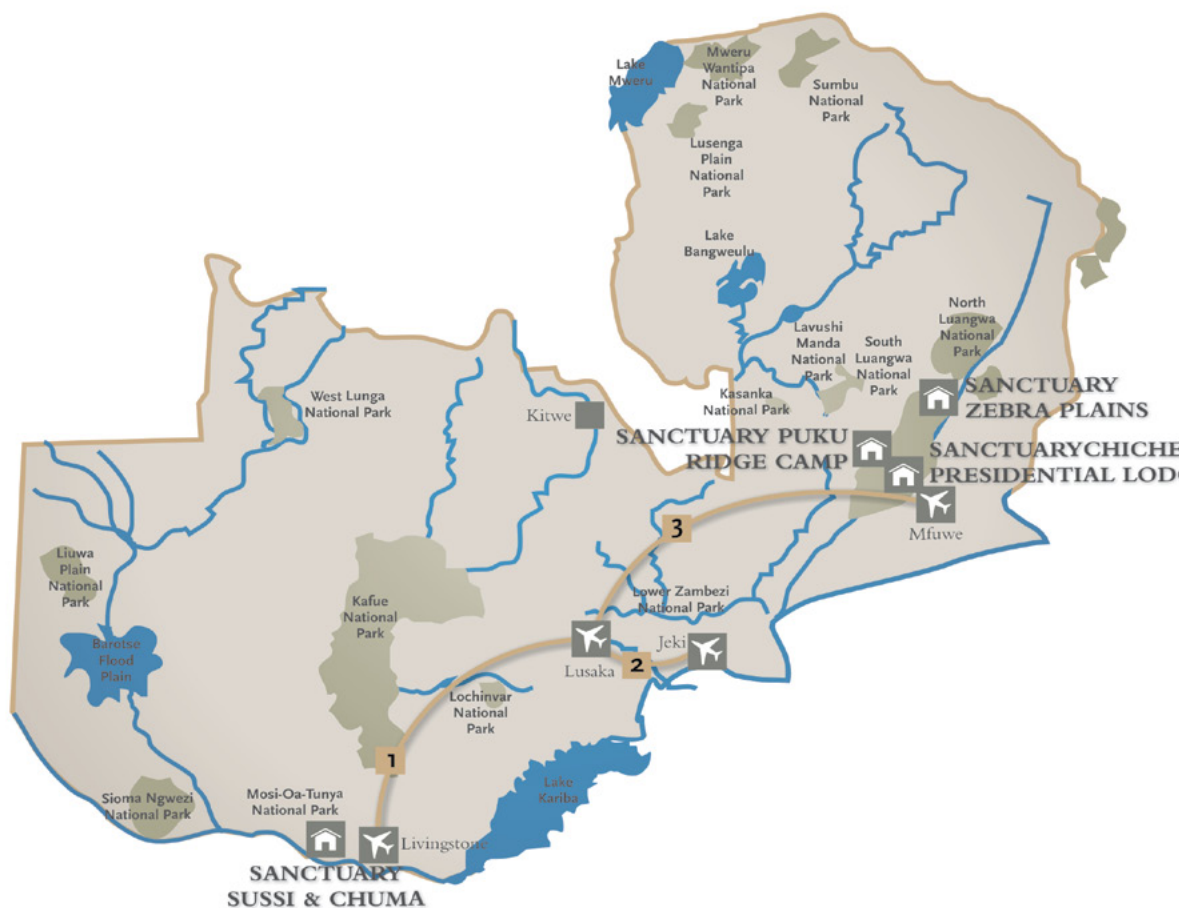 Lake
Mweru
Mweru
Wantipa
National
Park
Sumbu
National
Park
Lusenga
Plain
National
Park
Lake
Bangweulu
North
Luangwa
National
Park
Lavushi
Manda
National
Park
South
Luangwa
National
Park
Kasanka
National Park
West Lunga
National Park
Kitwe
SANCTUARY
ZEBRA PLAINS
SANCTUARY PUKU
RIDGE CAMP
SANCTUARYCHICHE
PRESIDENTIAL LODG
Mfuwe
3
Liuwa
Plain
National
Park
Kafue
National
Park
Lower Zambezi
National Park
Barotse
Flood
Plain
Lusaka
Jeki
2
Lochinvar
National
Park
1
Lake
Kariba
Sioma Ngwezi
National Park
Mosi-Oa-Tunya
National Park
Livingstone
SANCTUARY
SUSSI & CHUMA